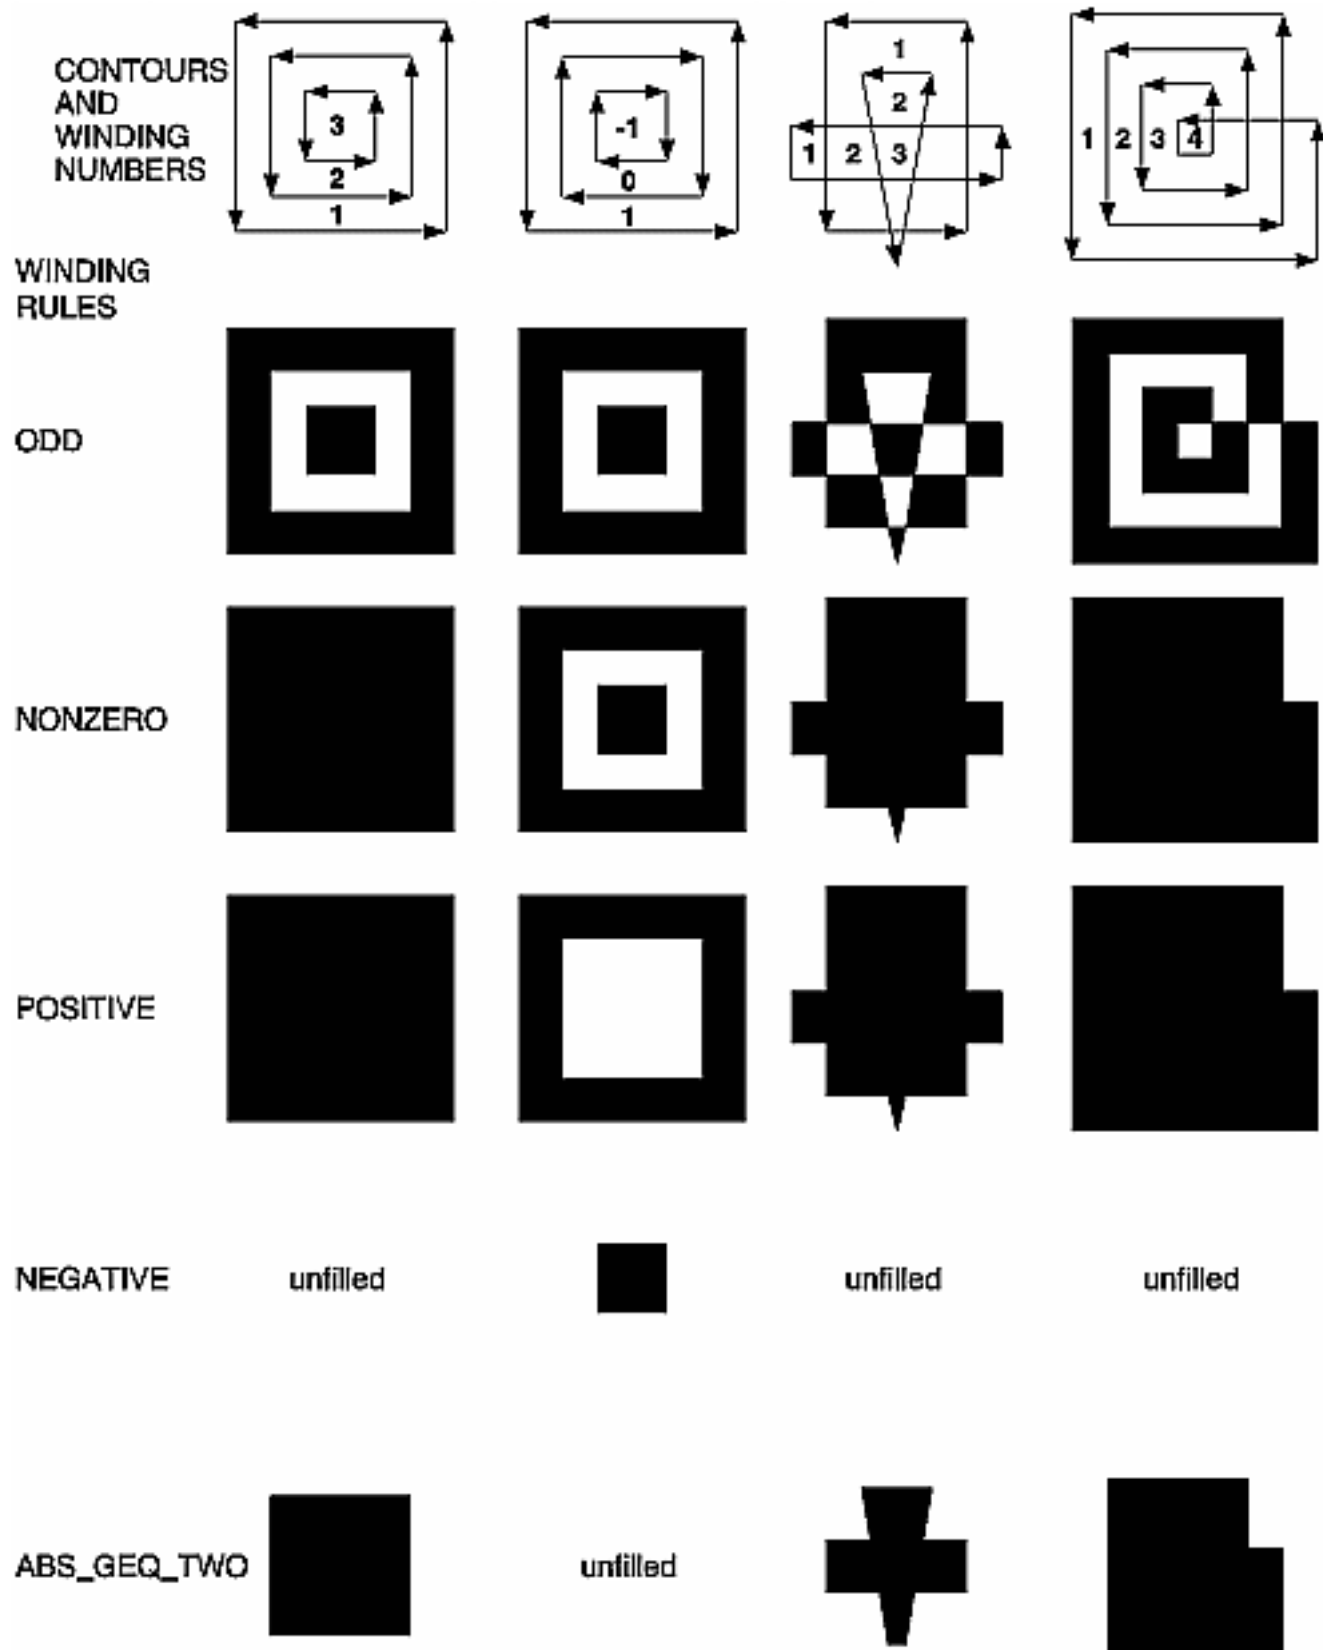 CONTOURS
AND
WINDING
NUMBERS
3
2
1
-1
0
1
1
2
1 2 3
1 2 3 4
WINDING
RULES
ODD
NONZERO
POSITIVE
NEGATIVE unfilled unfilled unfilled
ABS_GEQ_TWO unfilled